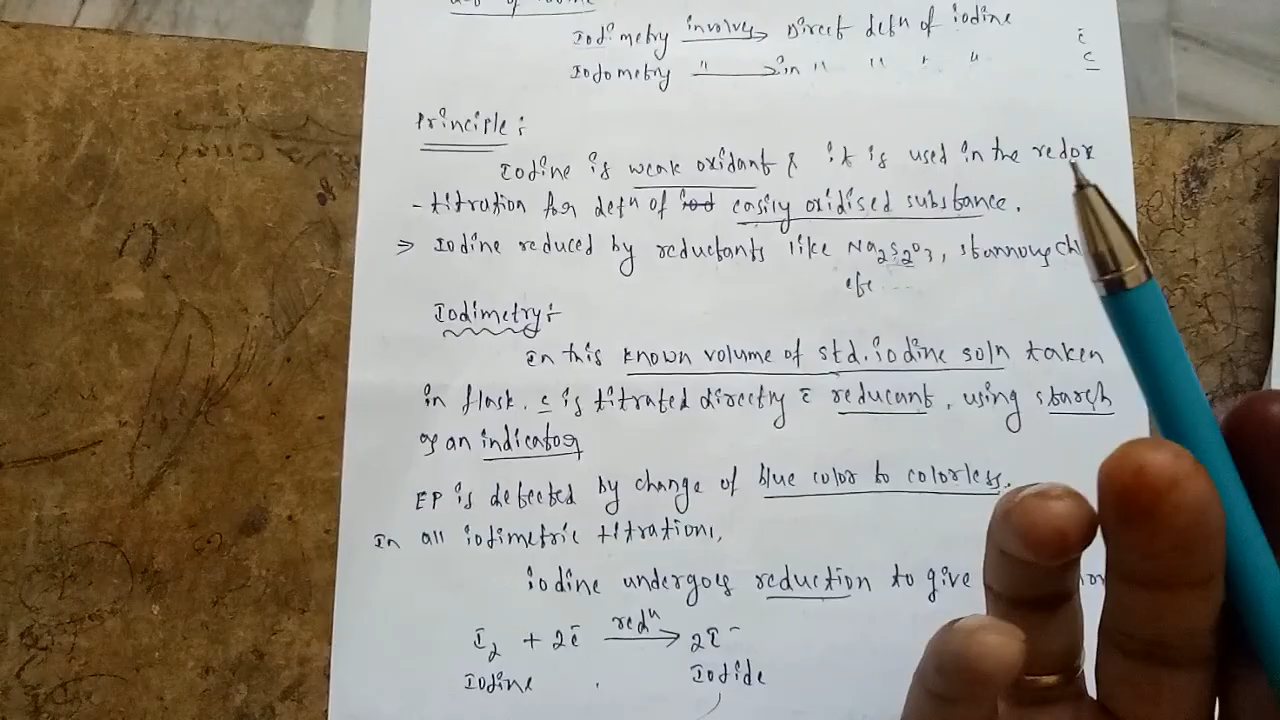 Iodimetry involves → Direct detⁿ of iodine
Iodometry " → in " " " "
c̄
c̲
Principle :
Iodine is weak oxidant & it is used in the redox
- titration for detⁿ of easily oxidised substance.
⇒ Iodine reduced by reductants like Na₂S₂O₃, stannous ch
etc....
Iodimetry :
In this known volume of std. iodine soln taken
in flask. c̲ is titrated directly c̄ reducant, using starch
as an indicator
EP is detected by change of blue color to colorless.
In all iodimetric titrations,
iodine undergoes reduction to give
I₂ + 2ē redⁿ → 2I⁻
Iodine Iodide